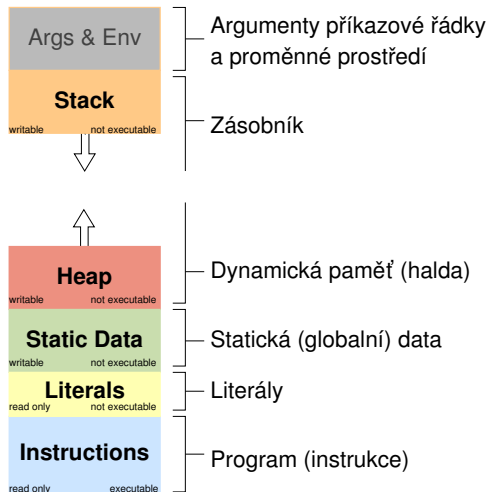 Args & Env
Argumenty příkazové řádky
a proměnné prostředí
Stack
writable not executable
Zásobník
Heap
writable not executable
Dynamická paměť (halda)
Static Data
writable not executable
Statická (globalní) data
Literals
read only not executable
Literály
Instructions
read only executable
Program (instrukce)